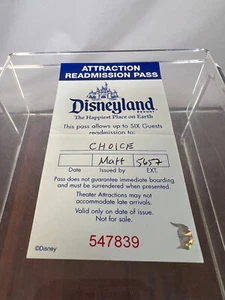 ATTRACTION
READMISSION PASS
Disneyland
RESORT
The Happiest Place on Earth
This pass allows up to SIX Guests
readmission to:
CHOICE
Matt 5657
Date Issued by EXT.
Pass does not guarantee immediate boarding
and must be surrendered when presented.
Theater Attractions may not
accommodate late arrivals.
Valid only on date of issue.
Not for sale.
©Disney
547839